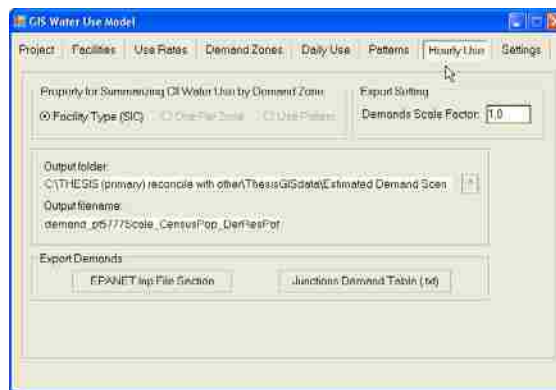 GIS Water Use Model
Project Facilities Use Rates Demand Zones Daily Use Patterns Hourly Use Settings
Property for Summarizing Of Water Use by Demand Zone
Export Setting
Facility Type (SIC) One Per Zone Use Pattern
Demands Scale Factor: 1.0
Output folder:
C:\THESIS (primary) reconcile with other\ThesisGISdata\Estimated Demand Scen
Output filename:
Export Demands
EPANET Inp File Section Junctions Demand Table (.txt)